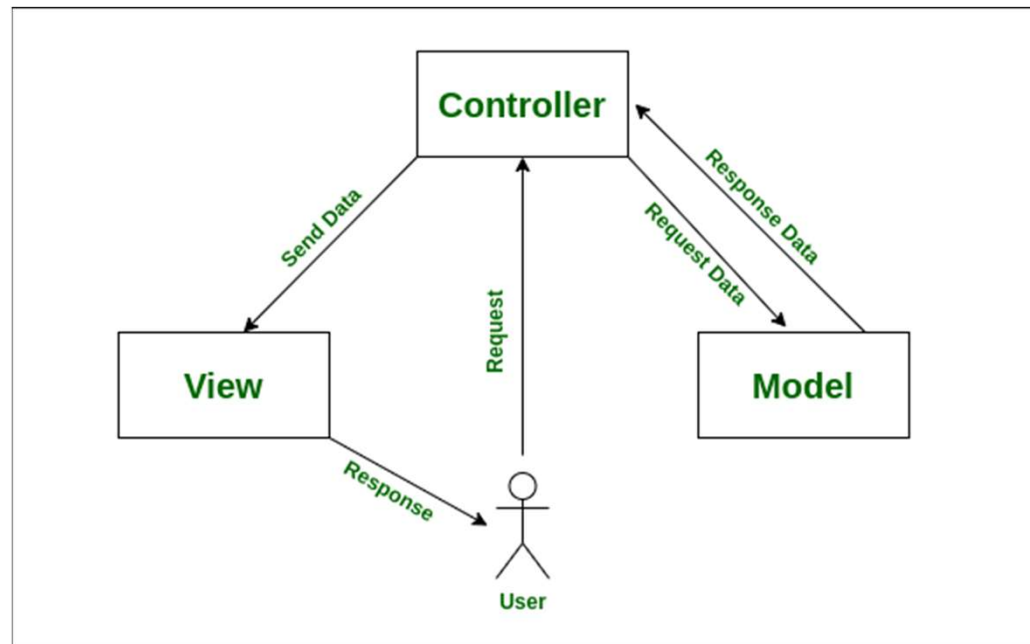 Controller
Send Data
Request
Request Data
Response Data
View
Model
Response
User